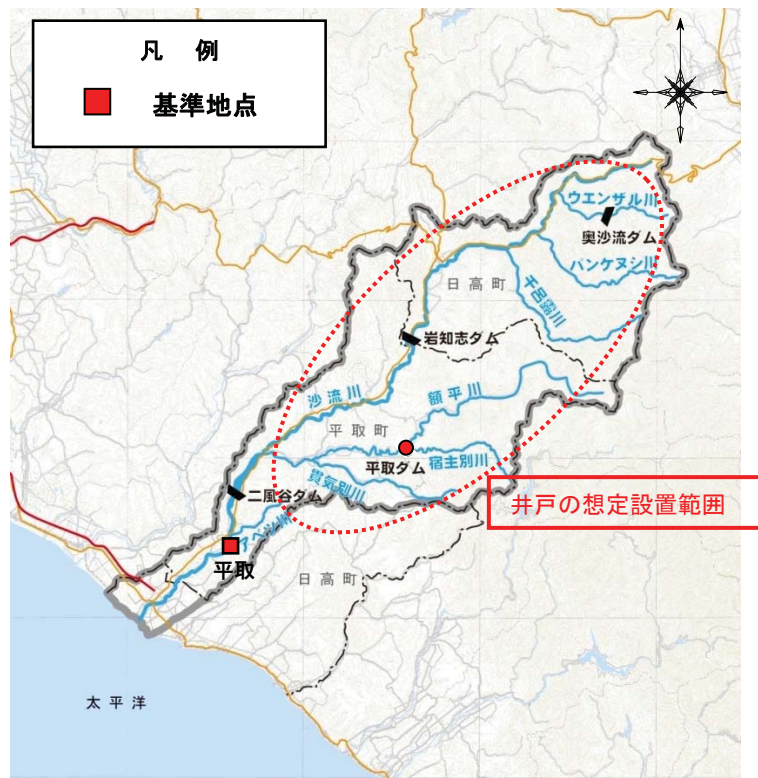 凡 例
基準地点
ウエンザル川
奥沙流ダム
パンケヌシ川
日高町
千呂露川
岩知志ダム
沙流川
額平川
平取町
平取ダム
宿主別川
二風谷ダム
貫気別川
井戸の想定設置範囲
アベツ川
平取
日高町
太平洋